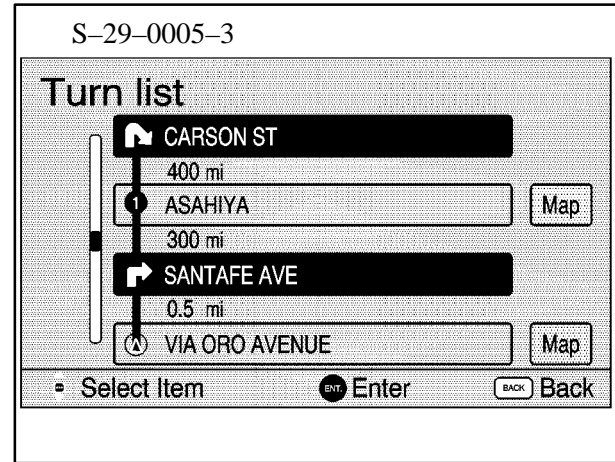 S–29–0005–3
Turn list
CARSON ST
400 mi
1 ASAHIYA Map
300 mi
SANTAFE AVE
0.5 mi
VIA ORO AVENUE Map
Select Item ENT. Enter BACK Back